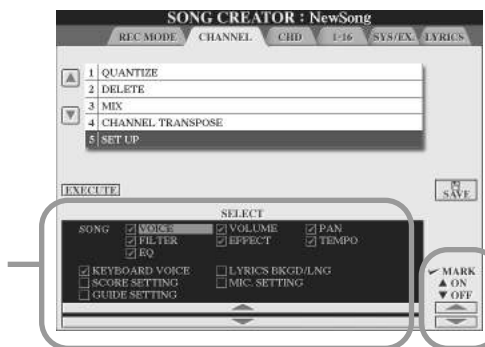 SONG CREATOR : NewSong
REC MODE CHANNEL CHD 1-16 SYS/EX. LYRICS
1 QUANTIZE
2 DELETE
3 MIX
4 CHANNEL TRANSPOSE
5 SET UP
EXECUTE
SAVE
SELECT
SONG VOICE VOLUME PAN
FILTER EFFECT TEMPO
EQ
KEYBOARD VOICE LYRICS BKGD/LNG
SCORE SETTING MIC. SETTING
GUIDE SETTING
MARK
ON
OFF